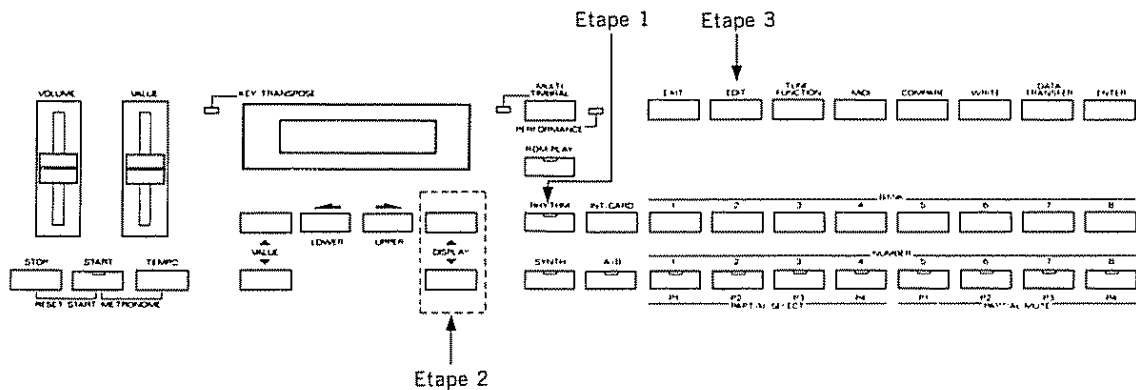 Etape 1 Etape 3
VOLUME VALUE KEY TRANSPOSE MULTI TIMBRAL EXIT EDIT TUNE FUNCTION MIDI COMPARE WRITE DATA TRANSFER ENTER
PERFORMANCE
ROM PLAY
BANK
RHYTHM INT. CARD 1 2 3 4 5 6 7 8
LOWER UPPER
VALUE DISPLAY
NUMBER
STOP START TEMPO SYNTH A/B 1 2 3 4 5 6 7 8
RESET START METRONOME
P1 P2 P3 P4 P1 P2 P3 P4
PARTIAL SELECT PARTIAL MUTE
Etape 2